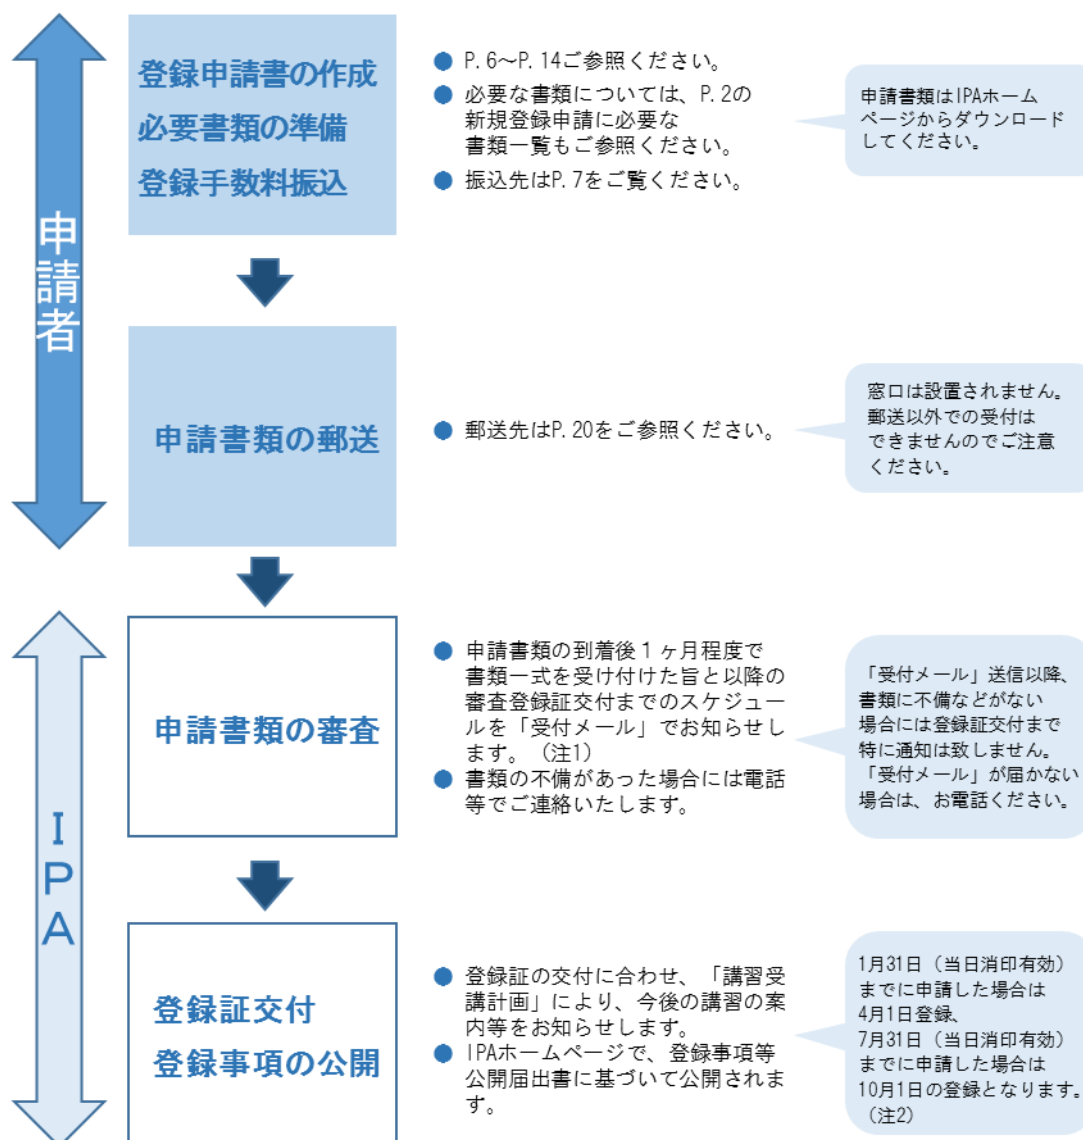 申請者
登録申請書の作成
必要書類の準備
登録手数料振込
● P.6～P.14ご参照ください。
● 必要な書類については、P.2の
新規登録申請に必要な
書類一覧もご参照ください。
● 振込先はP.7をご覧ください。
申請書類はIPAホーム
ページからダウンロード
してください。
申請書類の郵送
● 郵送先はP.20をご参照ください。
窓口は設置されません。
郵送以外での受付は
できませんのでご注意
ください。
IPA
申請書類の審査
● 申請書類の到着後１ヶ月程度で
書類一式を受け付けた旨と以降の
審査登録証交付までのスケジュー
ルを「受付メール」でお知らせし
ます。（注1）
● 書類の不備があった場合には電話
等でご連絡いたします。
「受付メール」送信以降、
書類に不備などがない
場合には登録証交付まで
特に通知は致しません。
「受付メール」が届かない
場合は、お電話ください。
登録証交付
登録事項の公開
● 登録証の交付に合わせ、「講習受
講計画」により、今後の講習の案
内等をお知らせします。
● IPAホームページで、登録事項等
公開届出書に基づいて公開されま
す。
1月31日（当日消印有効）
までに申請した場合は
4月1日登録、
7月31日（当日消印有効）
までに申請した場合は
10月1日の登録となります。
（注2）